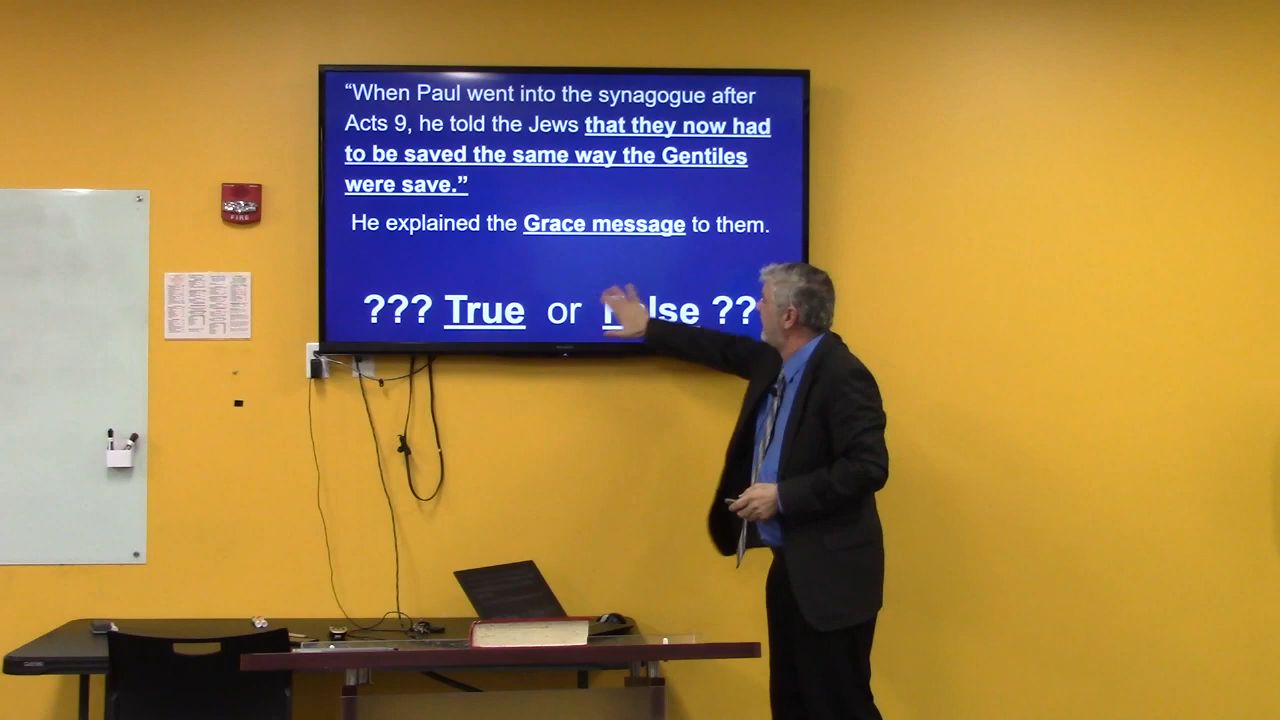 “When Paul went into the synagogue after
Acts 9, he told the Jews that they now had
to be saved the same way the Gentiles
were save.”
He explained the Grace message to them.
??? True or False ??
FIRE